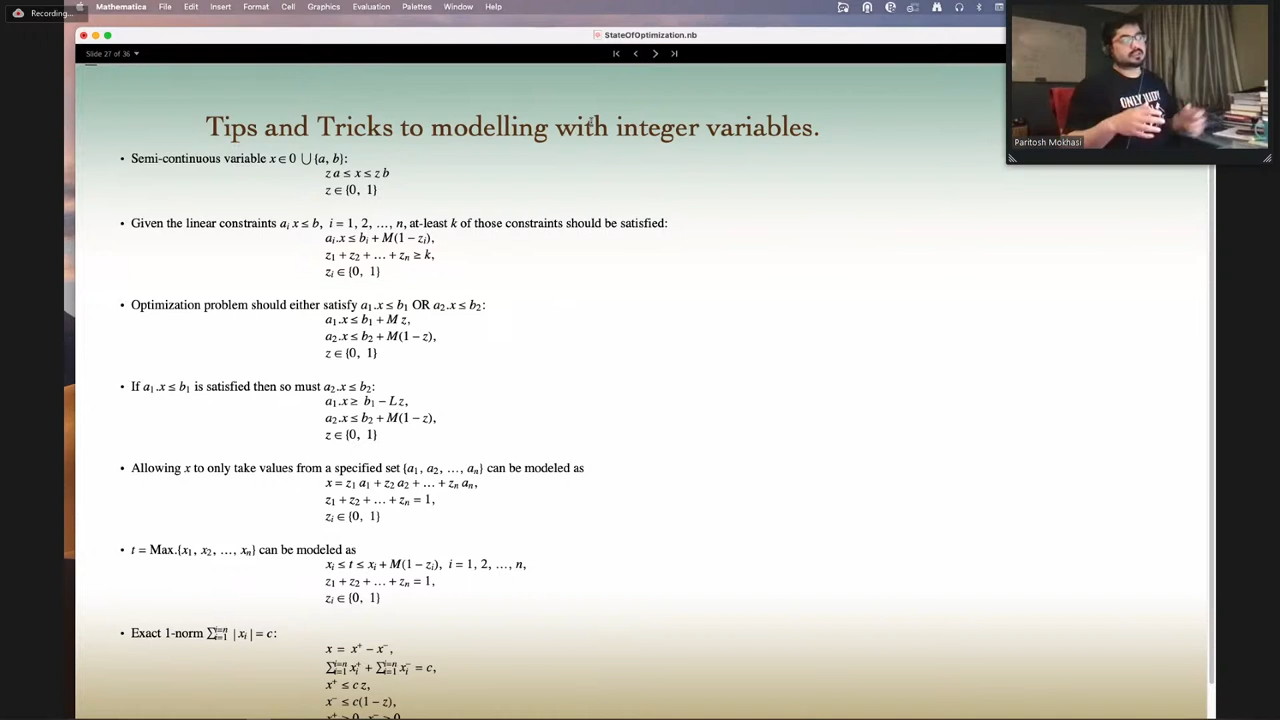 Recording...
Mathematica File Edit Insert Format Cell Graphics Evaluation Palettes Window Help
StateOfOptimization.nb
Slide 27 of 36
ONLY JUDY
Paritosh Mokhasi
Tips and Tricks to modelling with integer variables.
• Semi-continuous variable x ∈ 0 ⋃ {a, b}:
z a ≤ x ≤ z b
z ∈ {0, 1}
• Given the linear constraints aᵢ x ≤ b, i = 1, 2, ..., n, at-least k of those constraints should be satisfied:
aᵢ.x ≤ bᵢ + M(1 − zᵢ),
z₁ + z₂ + ... + zₙ ≥ k,
zᵢ ∈ {0, 1}
• Optimization problem should either satisfy a₁.x ≤ b₁ OR a₂.x ≤ b₂:
a₁.x ≤ b₁ + M z,
a₂.x ≤ b₂ + M(1 − z),
z ∈ {0, 1}
• If a₁.x ≤ b₁ is satisfied then so must a₂.x ≤ b₂:
a₁.x ≥ b₁ − L z,
a₂.x ≤ b₂ + M(1 − z),
z ∈ {0, 1}
• Allowing x to only take values from a specified set {a₁, a₂, ..., aₙ} can be modeled as
x = z₁ a₁ + z₂ a₂ + ... + zₙ aₙ,
z₁ + z₂ + ... + zₙ = 1,
zᵢ ∈ {0, 1}
• t = Max.{x₁, x₂, ..., xₙ} can be modeled as
xᵢ ≤ t ≤ xᵢ + M(1 − zᵢ), i = 1, 2, ..., n,
z₁ + z₂ + ... + zₙ = 1,
zᵢ ∈ {0, 1}
• Exact 1-norm ∑ᵢ₌₁ⁱ⁼ⁿ | xᵢ | = c:
x = x⁺ − x⁻,
∑ᵢ₌₁ⁱ⁼ⁿ xᵢ⁺ + ∑ᵢ₌₁ⁱ⁼ⁿ xᵢ⁻ = c,
x⁺ ≤ c z,
x⁻ ≤ c(1 − z),
x⁺ ≥ 0, x⁻ ≥ 0